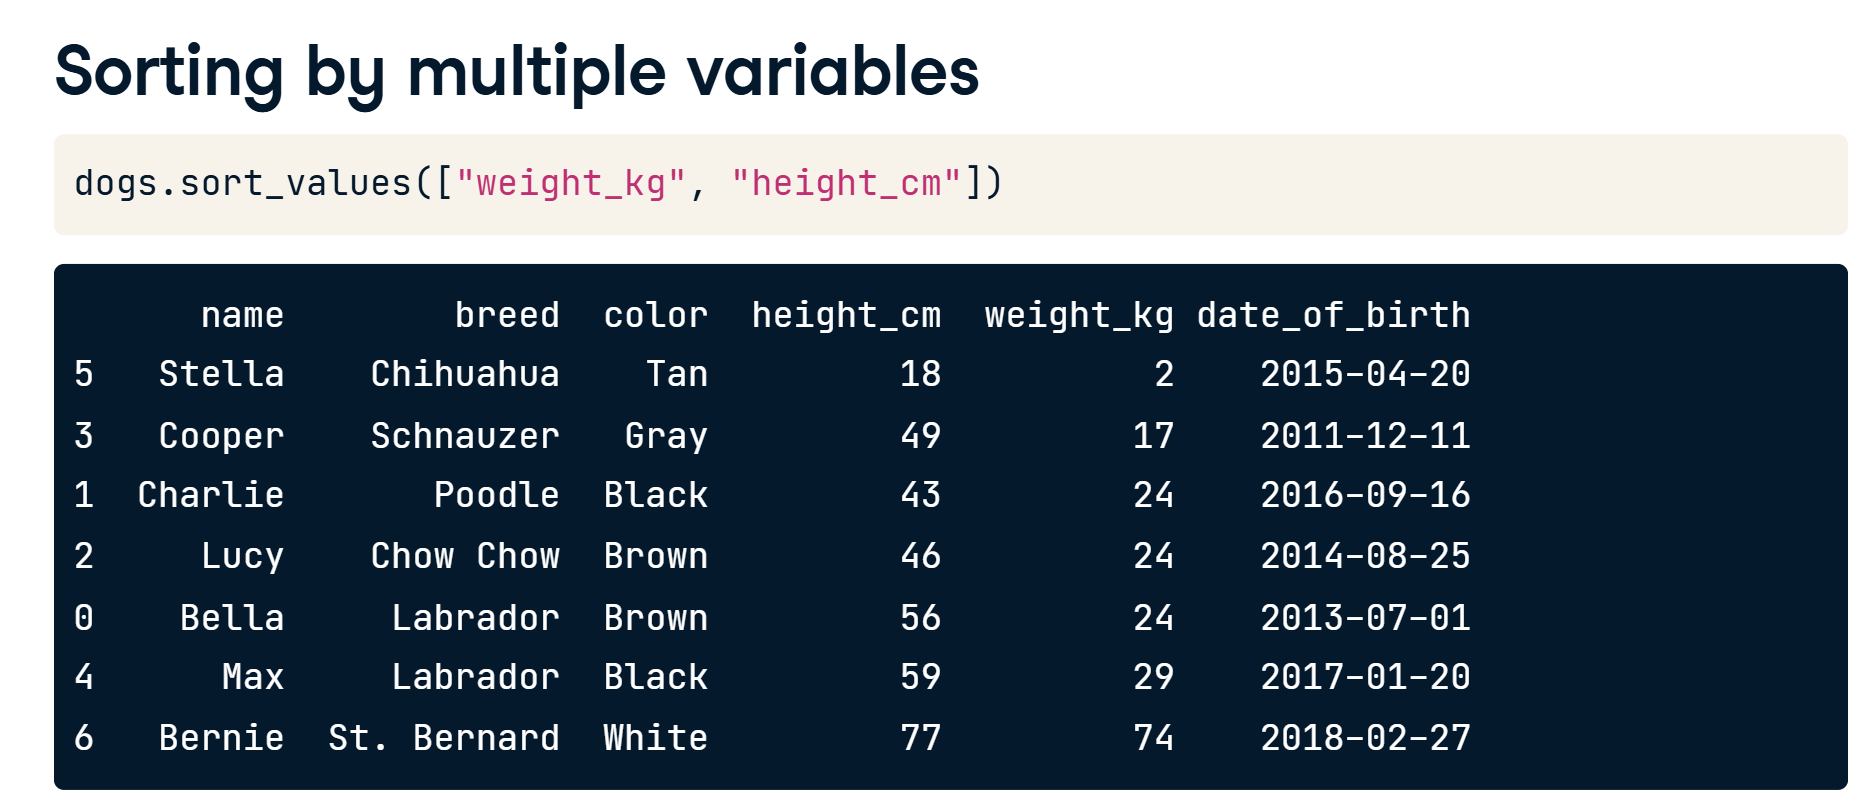 Sorting by multiple variables
dogs.sort_values(["weight_kg", "height_cm"])
name breed color height_cm weight_kg date_of_birth
5 Stella Chihuahua Tan 18 2 2015-04-20
3 Cooper Schnauzer Gray 49 17 2011-12-11
1 Charlie Poodle Black 43 24 2016-09-16
2 Lucy Chow Chow Brown 46 24 2014-08-25
0 Bella Labrador Brown 56 24 2013-07-01
4 Max Labrador Black 59 29 2017-01-20
6 Bernie St. Bernard White 77 74 2018-02-27